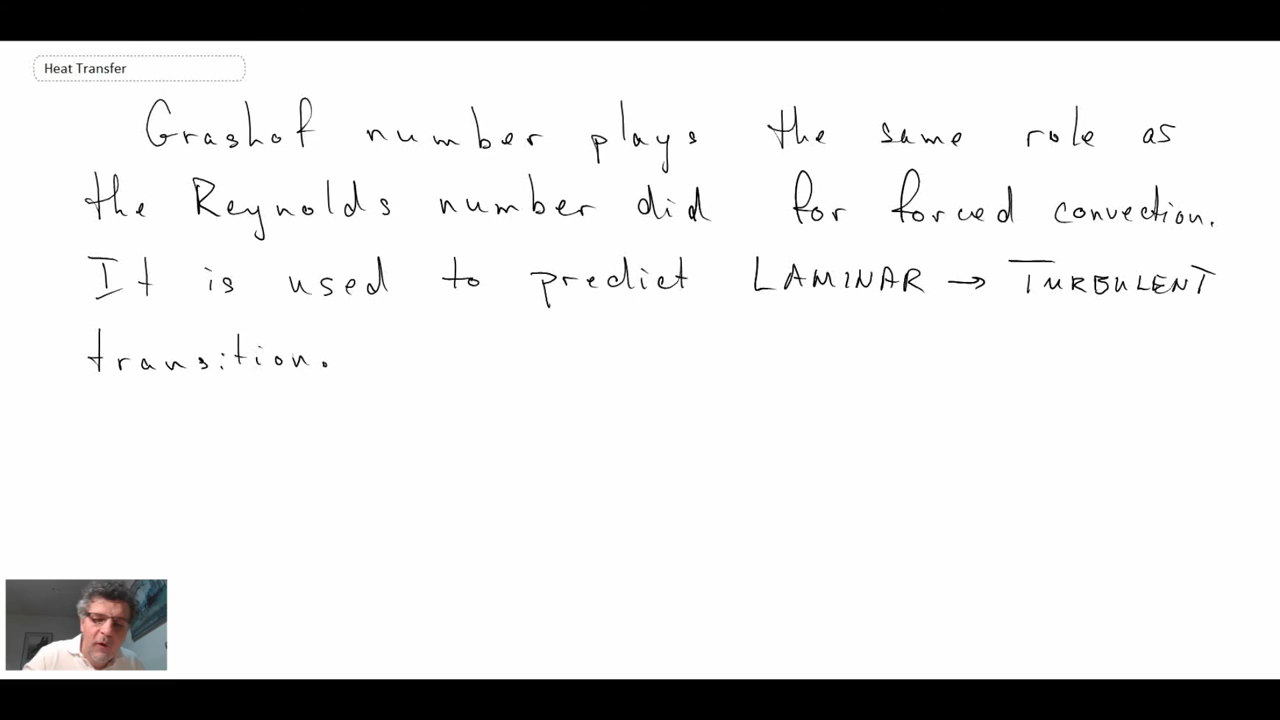 Heat Transfer
Grashof number plays the same role as
the Reynolds number did for forced convection.
It is used to predict LAMINAR → TURBULENT
transition.